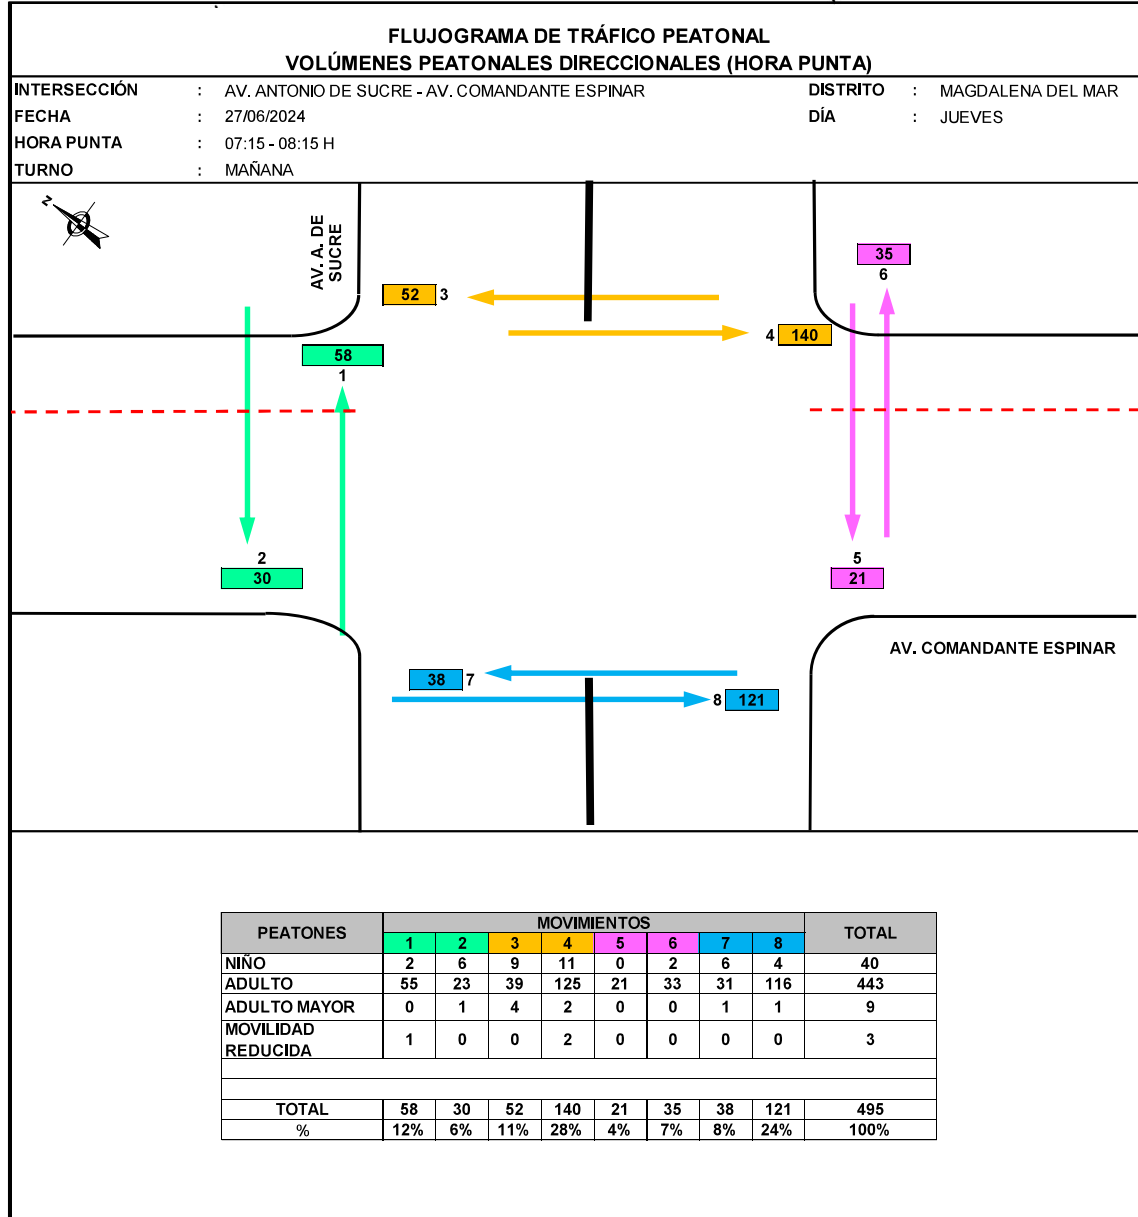 FLUJOGRAMA DE TRÁFICO PEATONAL
VOLÚMENES PEATONALES DIRECCIONALES (HORA PUNTA)
INTERSECCIÓN : AV. ANTONIO DE SUCRE - AV. COMANDANTE ESPINAR DISTRITO : MAGDALENA DEL MAR
FECHA : 27/06/2024 DÍA : JUEVES
HORA PUNTA : 07:15 - 08:15 H
TURNO : MAÑANA
N
AV. A. DE
SUCRE
35
6
52 3
4 140
58
1
2
30
5
21
AV. COMANDANTE ESPINAR
38 7
8 121
PEATONES MOVIMIENTOS TOTAL
1 2 3 4 5 6 7 8
NIÑO 2 6 9 11 0 2 6 4 40
ADULTO 55 23 39 125 21 33 31 116 443
ADULTO MAYOR 0 1 4 2 0 0 1 1 9
MOVILIDAD
REDUCIDA 1 0 0 2 0 0 0 0 3
TOTAL 58 30 52 140 21 35 38 121 495
% 12% 6% 11% 28% 4% 7% 8% 24% 100%